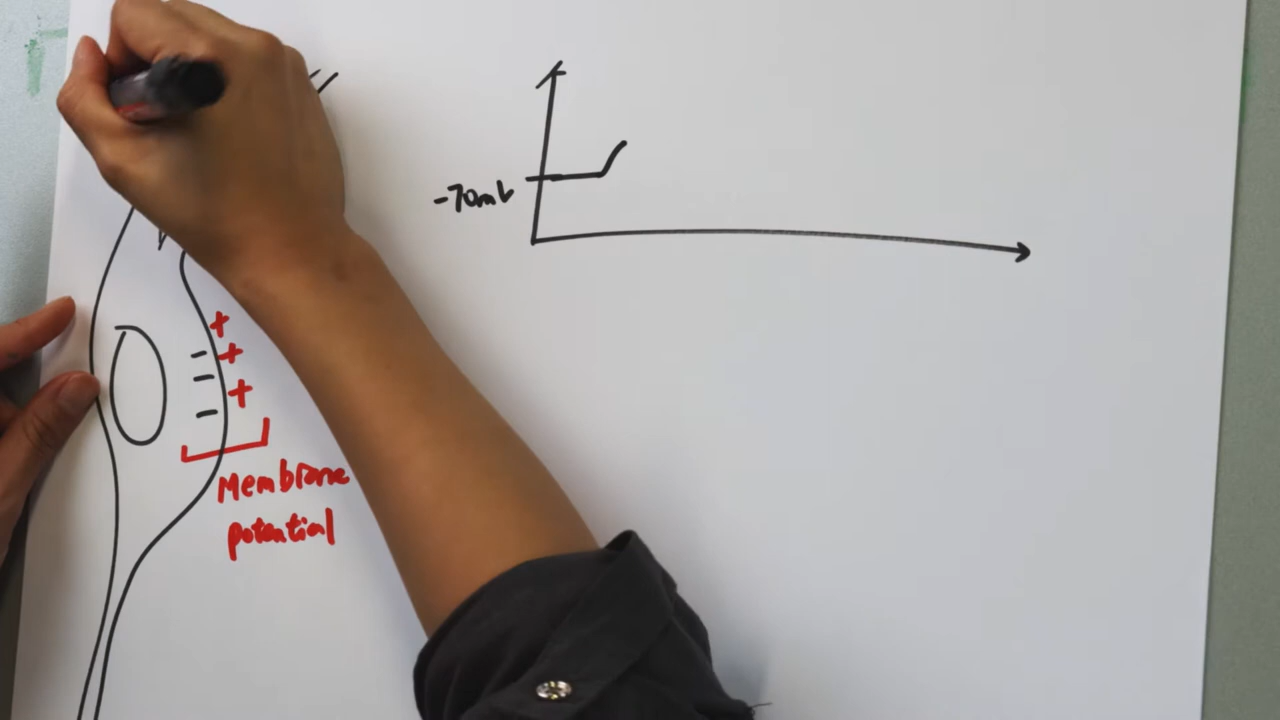 -70mV
+
+
+
Membrane
potential